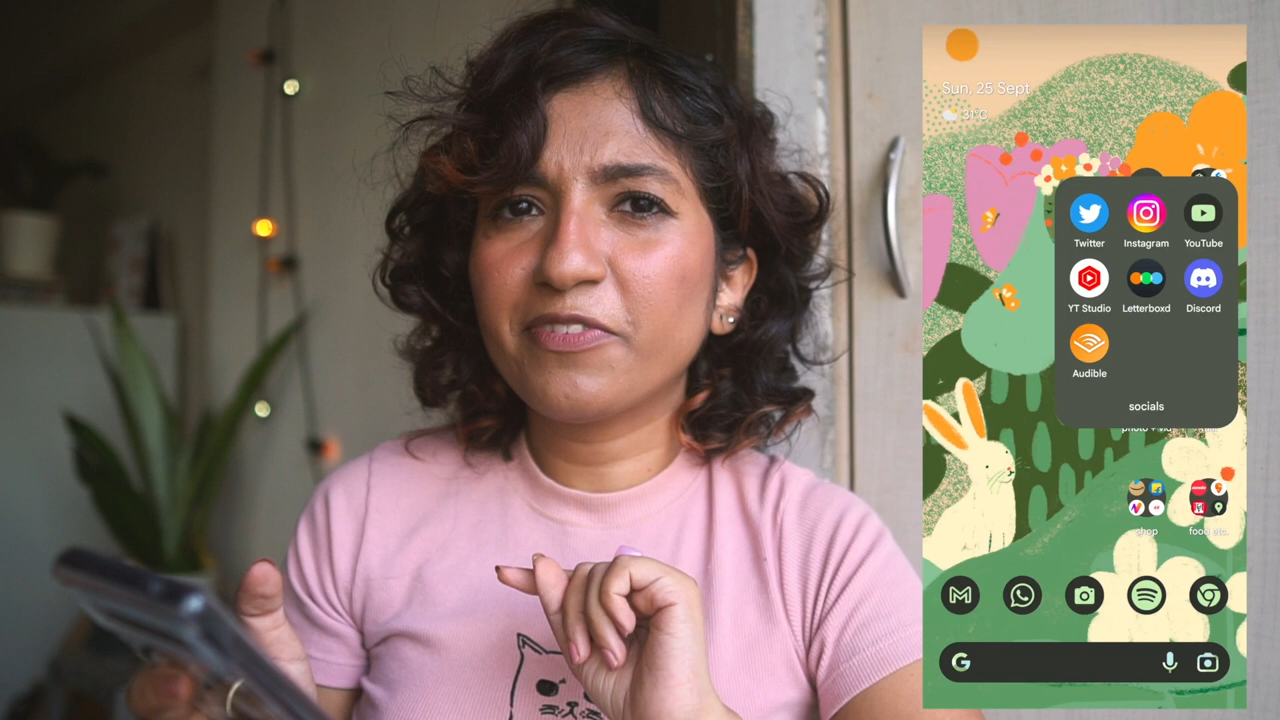 Sun, 25 Sept
31°C
Twitter Instagram YouTube
YT Studio Letterboxd Discord
Audible
socials
shop food etc.
G